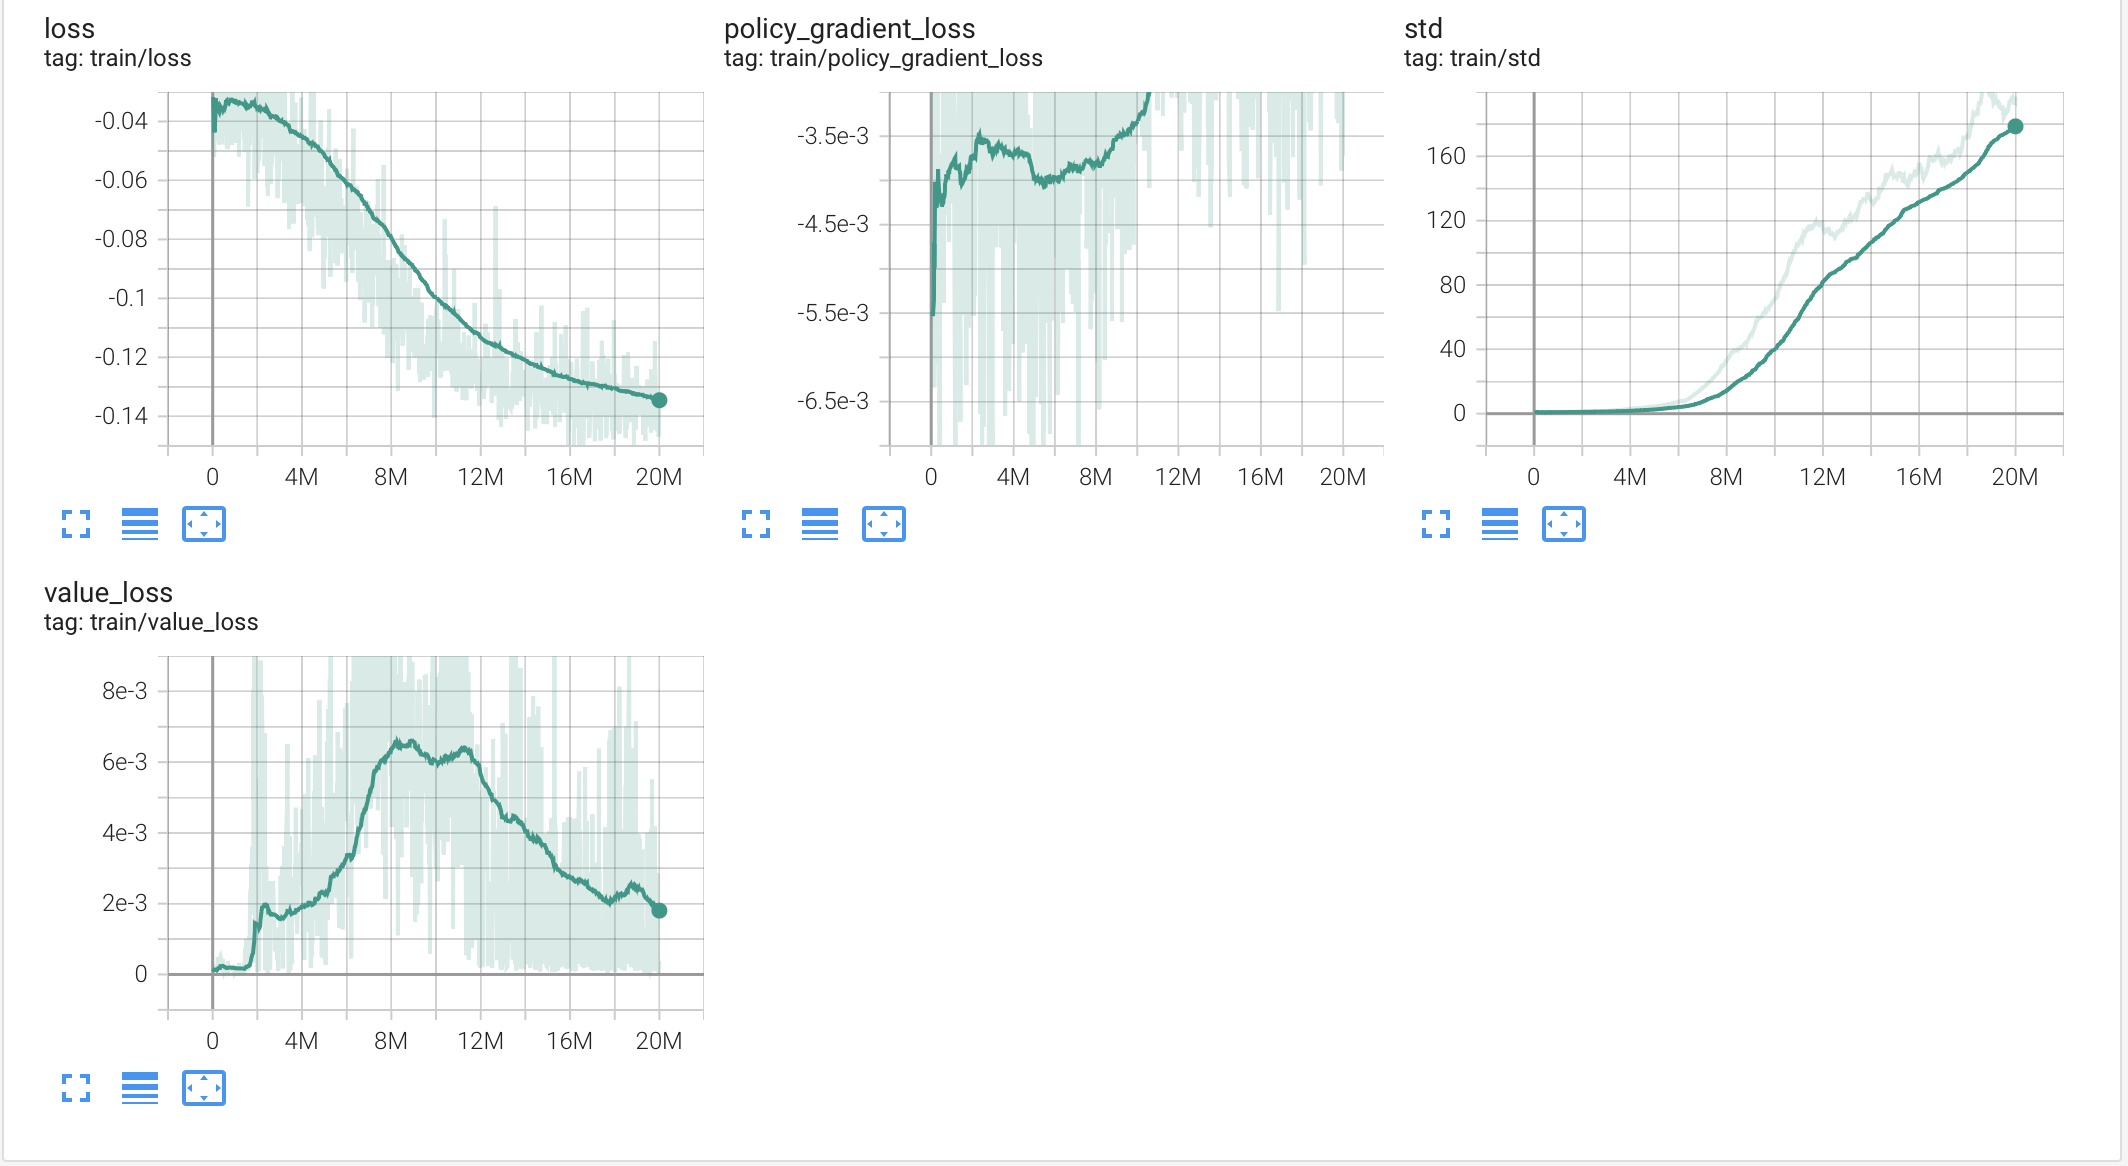 loss
tag: train/loss
-0.04
-0.06
-0.08
-0.1
-0.12
-0.14
0 4M 8M 12M 16M 20M
policy_gradient_loss
tag: train/policy_gradient_loss
-3.5e-3
-4.5e-3
-5.5e-3
-6.5e-3
0 4M 8M 12M 16M 20M
std
tag: train/std
160
120
80
40
0
0 4M 8M 12M 16M 20M
value_loss
tag: train/value_loss
8e-3
6e-3
4e-3
2e-3
0
0 4M 8M 12M 16M 20M